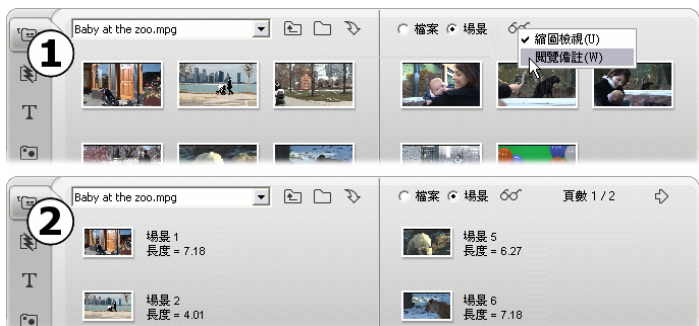 1
Baby at the zoo.mpg
檔案 場景
縮圖檢視(U)
閱覽備註(W)
T
2
Baby at the zoo.mpg
檔案 場景 頁數 1 / 2
場景 1
長度 = 7.18
場景 5
長度 = 6.27
T
場景 2
長度 = 4.01
場景 6
長度 = 7.18